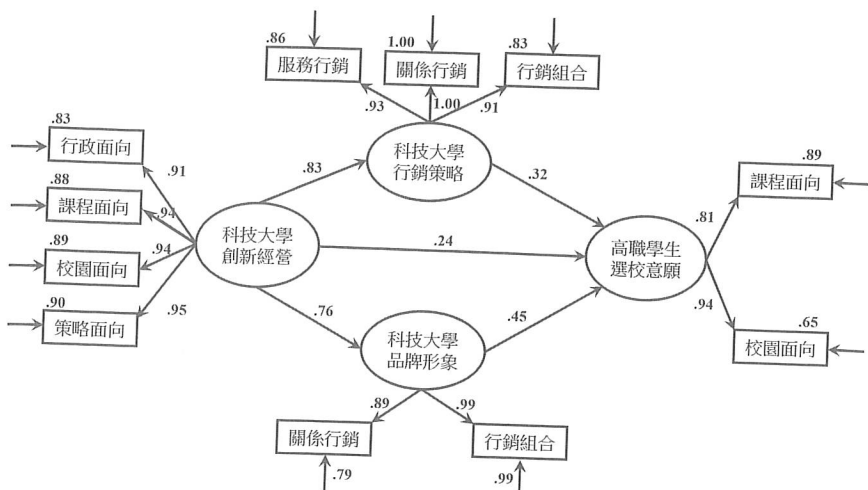 .86
1.00
.83
服務行銷
關係行銷
行銷組合
.93
1.00
.91
.83
行政面向
.91
.88
課程面向
.94
.89
校園面向
.94
.90
策略面向
.95
科技大學
創新經營
.83
科技大學
行銷策略
.32
.24
.76
科技大學
品牌形象
.45
高職學生
選校意願
.89
課程面向
.81
.94
.65
校園面向
.89
.99
關係行銷
行銷組合
.79
.99